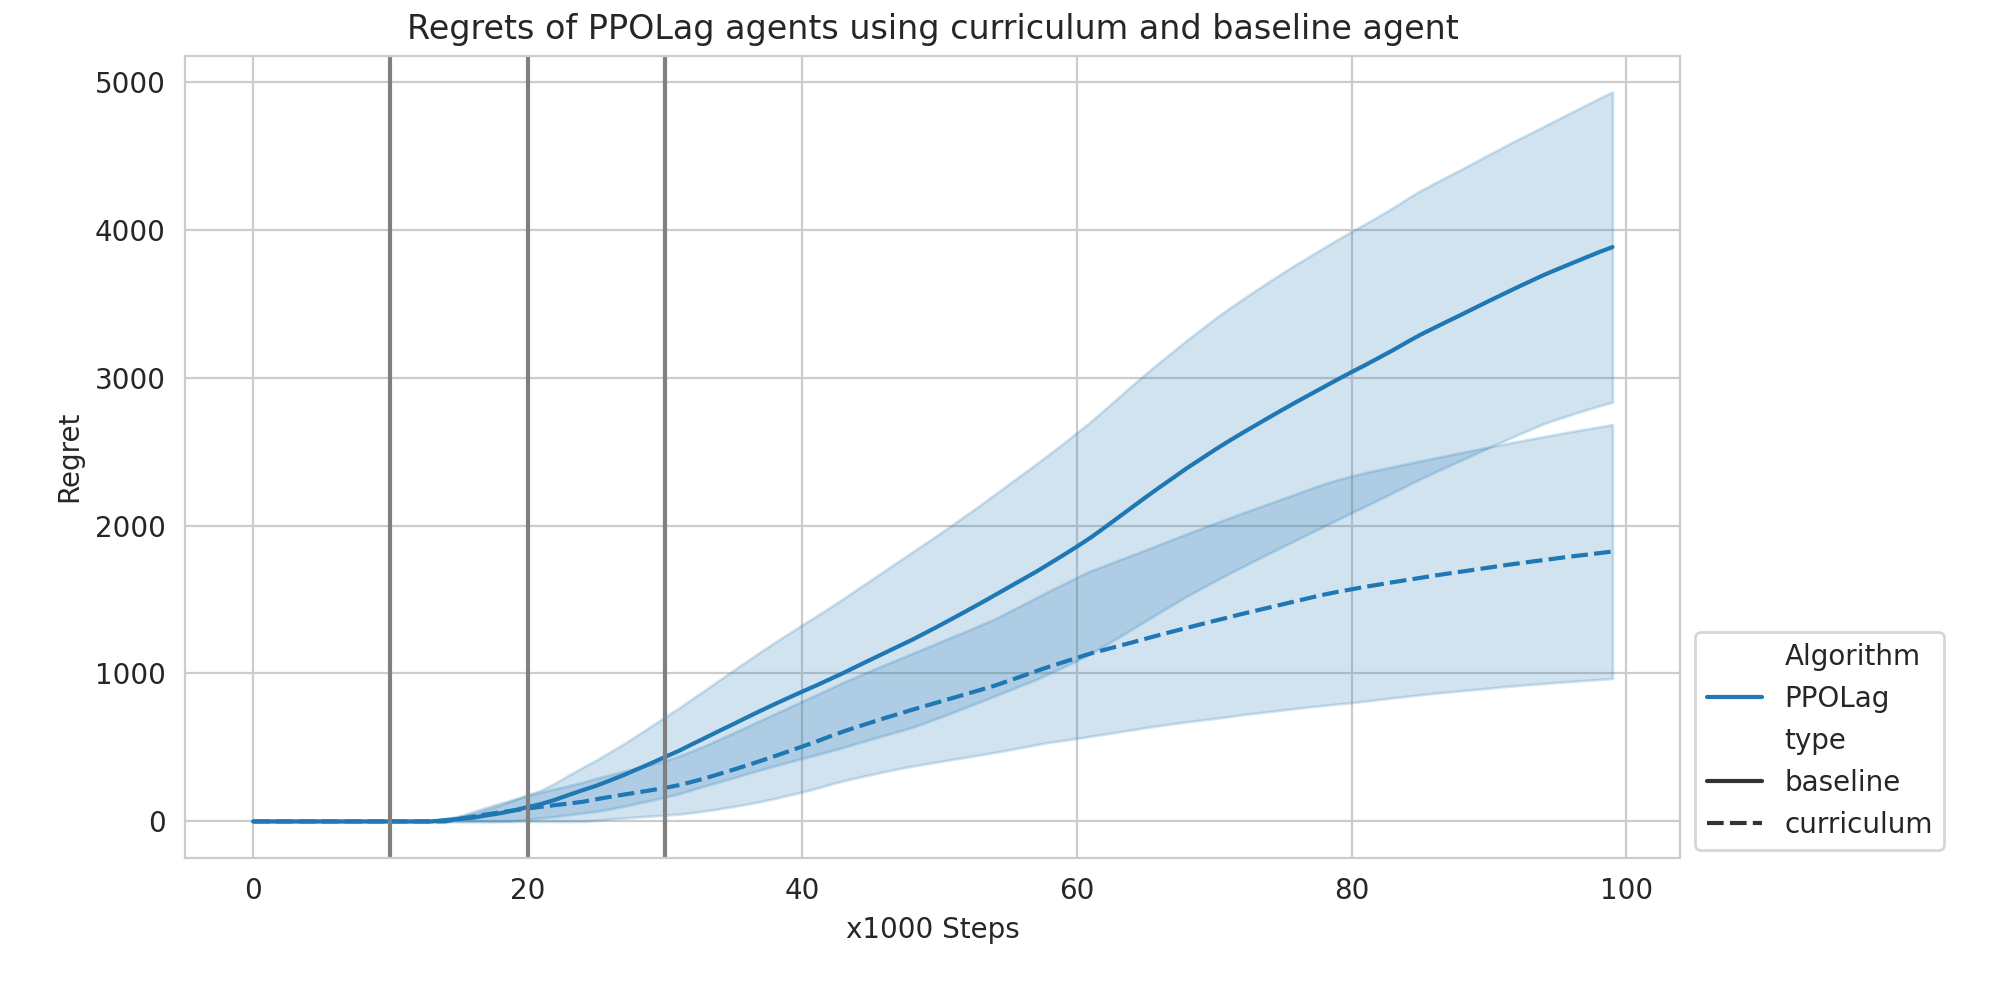 Regrets of PPOLag agents using curriculum and baseline agent
5000
4000
3000
2000
1000
0
Regret
0 20 40 60 80 100
x1000 Steps
Algorithm
PPOLag
type
baseline
curriculum